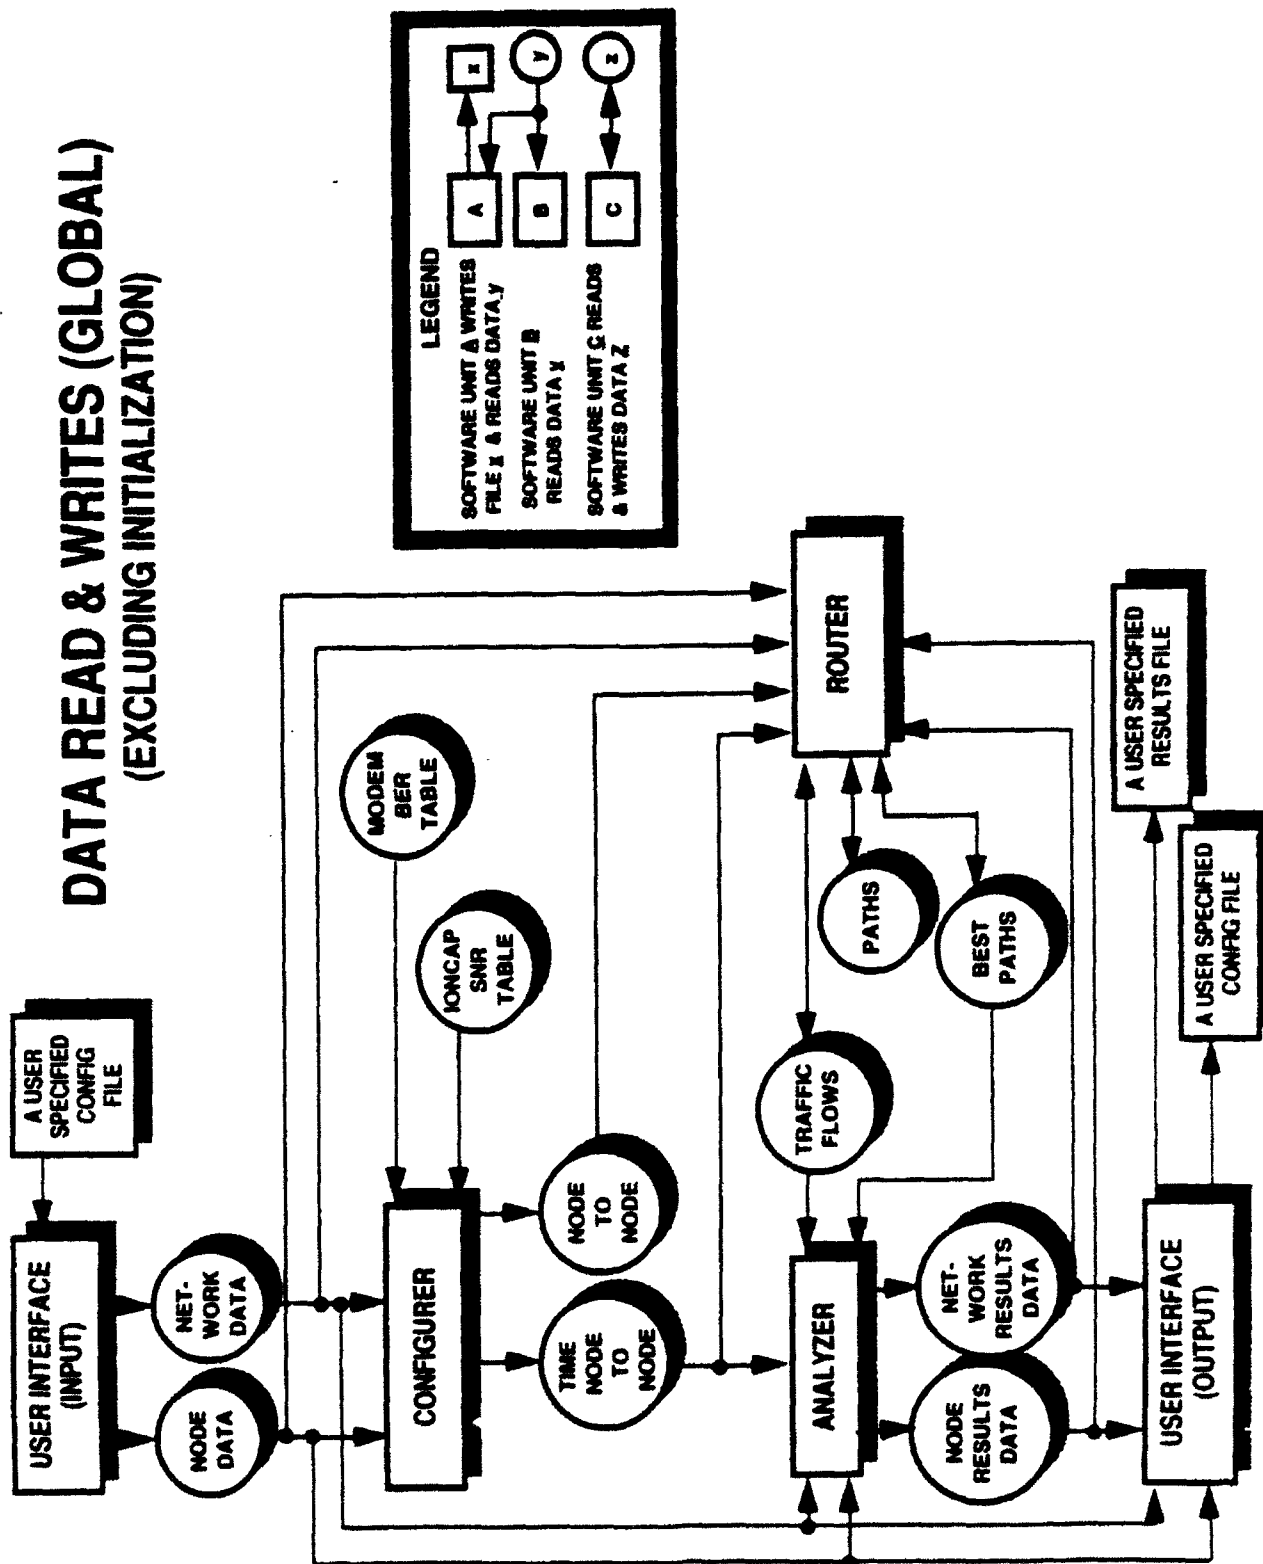 DATA READ & WRITES (GLOBAL)
(EXCLUDING INITIALIZATION)
A USER
SPECIFIED
CONFIG
FILE
USER INTERFACE
(INPUT)
NET-
WORK
DATA
NODE
DATA
MODEM
BER
TABLE
IONCAP
SNR
TABLE
CONFIGURER
NODE
TO
NODE
TIME
NODE
TO
NODE
ROUTER
TRAFFIC
FLOWS
PATHS
BEST
PATHS
ANALYZER
NET-
WORK
RESULTS
DATA
NODE
RESULTS
DATA
USER INTERFACE
(OUTPUT)
A USER SPECIFIED
RESULTS FILE
A USER SPECIFIED
CONFIG FILE
LEGEND
SOFTWARE UNIT A WRITES
FILE x & READS DATA y
SOFTWARE UNIT B
READS DATA y
SOFTWARE UNIT C READS
& WRITES DATA Z
A
x
y
B
C
z